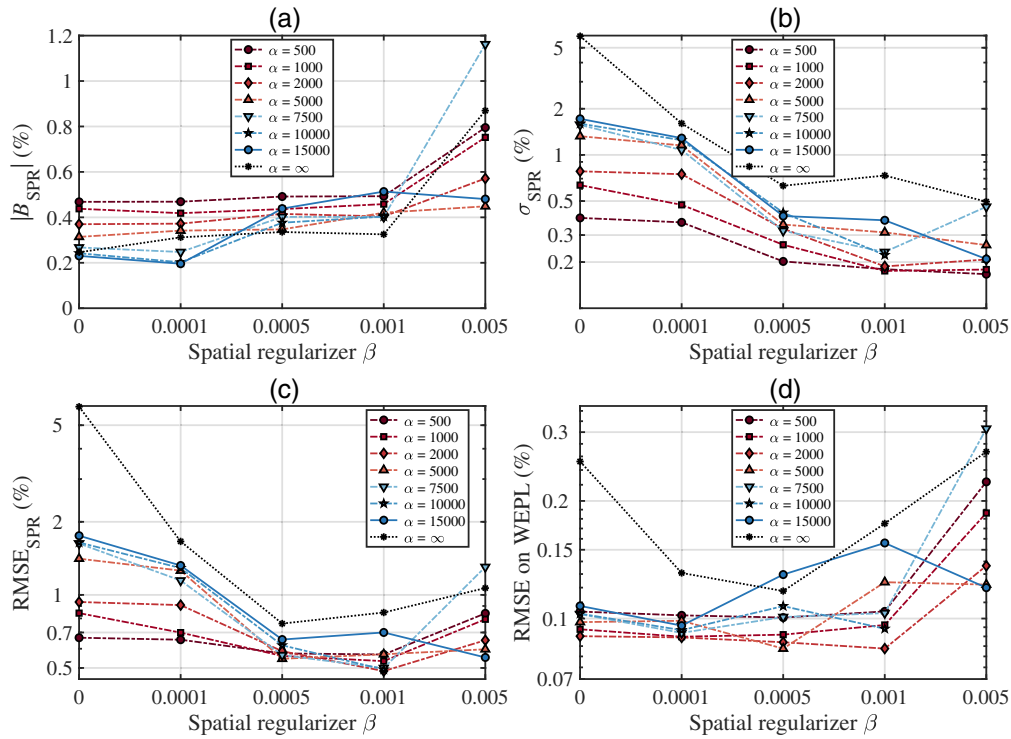 (a)
|B_SPR| (%)
1.2
1
0.8
0.6
0.4
0.2
0
α = 500
α = 1000
α = 2000
α = 5000
α = 7500
α = 10000
α = 15000
α = ∞
0 0.0001 0.0005 0.001 0.005
Spatial regularizer β
(b)
σ_SPR (%)
5
2
1
0.5
0.3
0.2
α = 500
α = 1000
α = 2000
α = 5000
α = 7500
α = 10000
α = 15000
α = ∞
0 0.0001 0.0005 0.001 0.005
Spatial regularizer β
(c)
RMSE_SPR (%)
5
2
1
0.7
0.5
α = 500
α = 1000
α = 2000
α = 5000
α = 7500
α = 10000
α = 15000
α = ∞
0 0.0001 0.0005 0.001 0.005
Spatial regularizer β
(d)
RMSE on WEPL (%)
0.3
0.2
0.15
0.1
0.07
α = 500
α = 1000
α = 2000
α = 5000
α = 7500
α = 10000
α = 15000
α = ∞
0 0.0001 0.0005 0.001 0.005
Spatial regularizer β